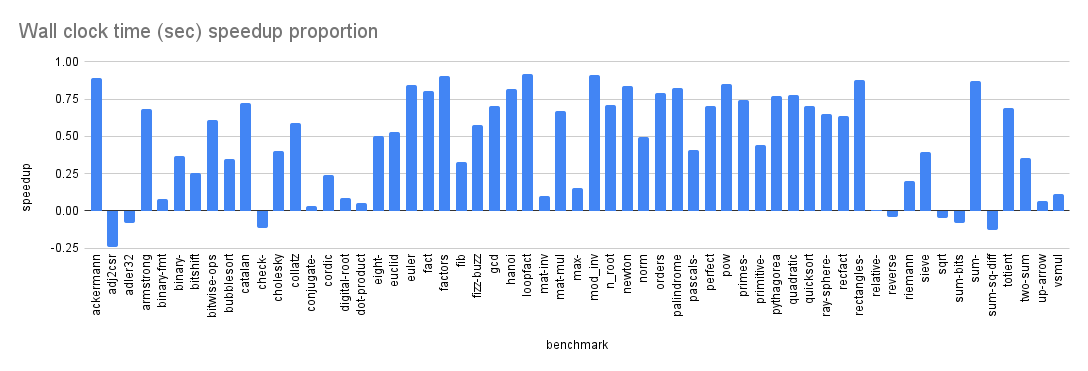 Wall clock time (sec) speedup proportion
1.00
0.75
0.50
0.25
0.00
-0.25
speedup
ackermann
adj2csr
adler32
armstrong
binary-fmt
binary-
bitshift
bitwise-ops
bubblesort
catalan
check-
cholesky
collatz
conjugate-
cordic
digital-root
dot-product
eight-
euclid
euler
fact
factors
fib
fizz-buzz
gcd
hanoi
loopfact
mat-inv
mat-mul
max-
mod_inv
n_root
newton
norm
orders
palindrome
pascals-
perfect
pow
primes-
primitive-
pythagorea
quadratic
quicksort
ray-sphere-
recfact
rectangles-
relative-
reverse
riemann
sieve
sqrt
sum-bits
sum-
sum-sq-diff
totient
two-sum
up-arrow
vsmul
benchmark